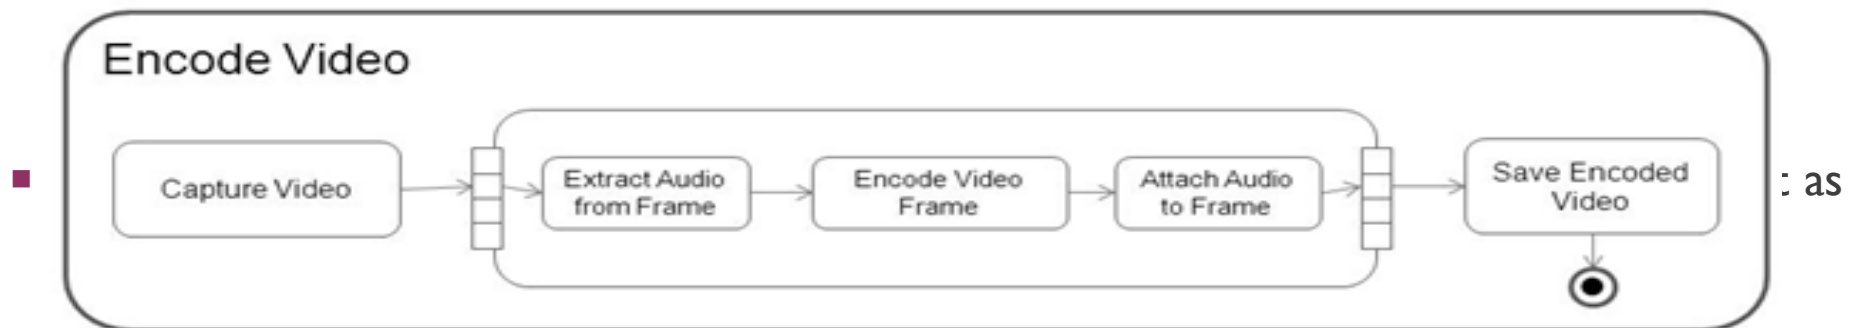 Encode Video
Capture Video
Extract Audio
from Frame
Encode Video
Frame
Attach Audio
to Frame
Save Encoded
Video
as